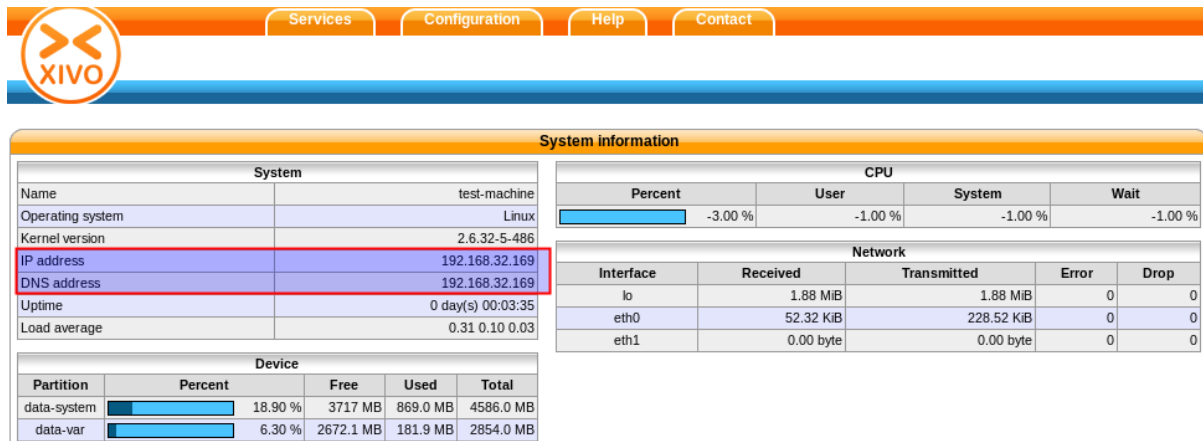 Services Configuration Help Contact
XIVO
System information
System
Name test-machine
Operating system Linux
Kernel version 2.6.32-5-486
IP address 192.168.32.169
DNS address 192.168.32.169
Uptime 0 day(s) 00:03:35
Load average 0.31 0.10 0.03
CPU
Percent User System Wait
-3.00 % -1.00 % -1.00 % -1.00 %
Network
Interface Received Transmitted Error Drop
lo 1.88 MiB 1.88 MiB 0 0
eth0 52.32 KiB 228.52 KiB 0 0
eth1 0.00 byte 0.00 byte 0 0
Device
Partition Percent Free Used Total
data-system 18.90 % 3717 MB 869.0 MB 4586.0 MB
data-var 6.30 % 2672.1 MB 181.9 MB 2854.0 MB